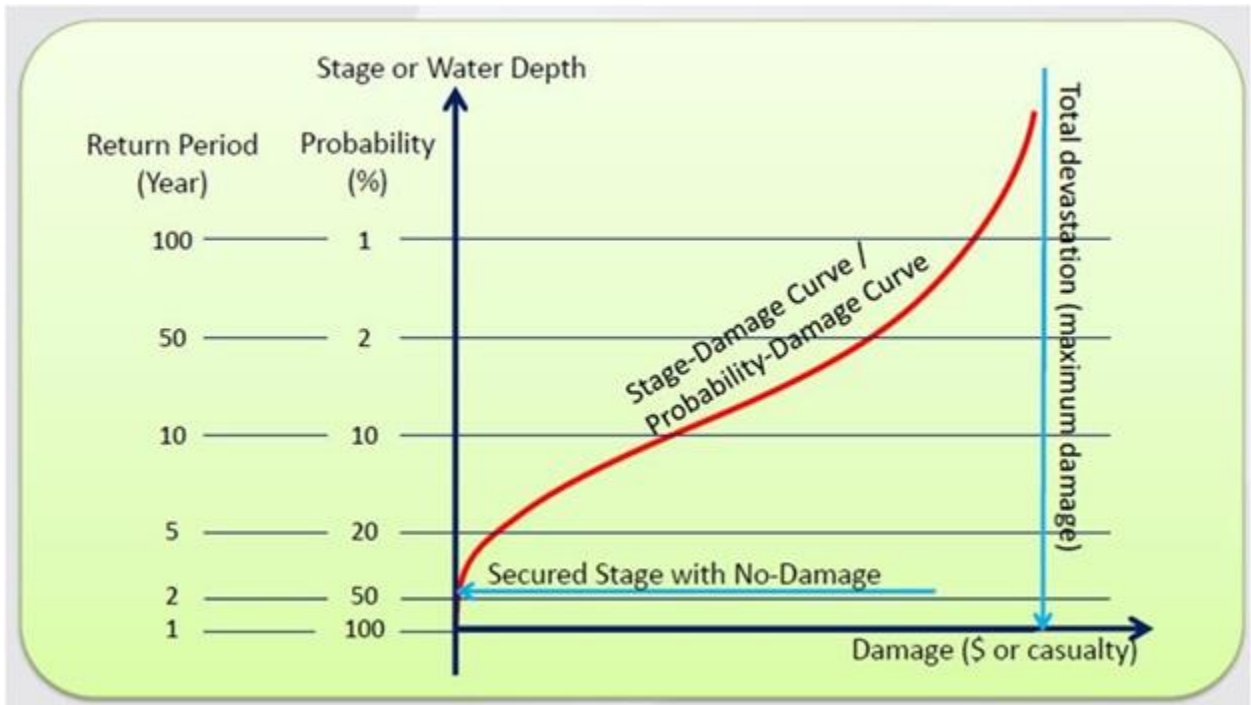 Stage or Water Depth
Return Period
(Year)
Probability
(%)
100
1
50
2
10
10
5
20
2
50
1
100
Stage-Damage Curve /
Probability-Damage Curve
Secured Stage with No-Damage
Total devastation (maximum damage)
Damage ($ or casualty)